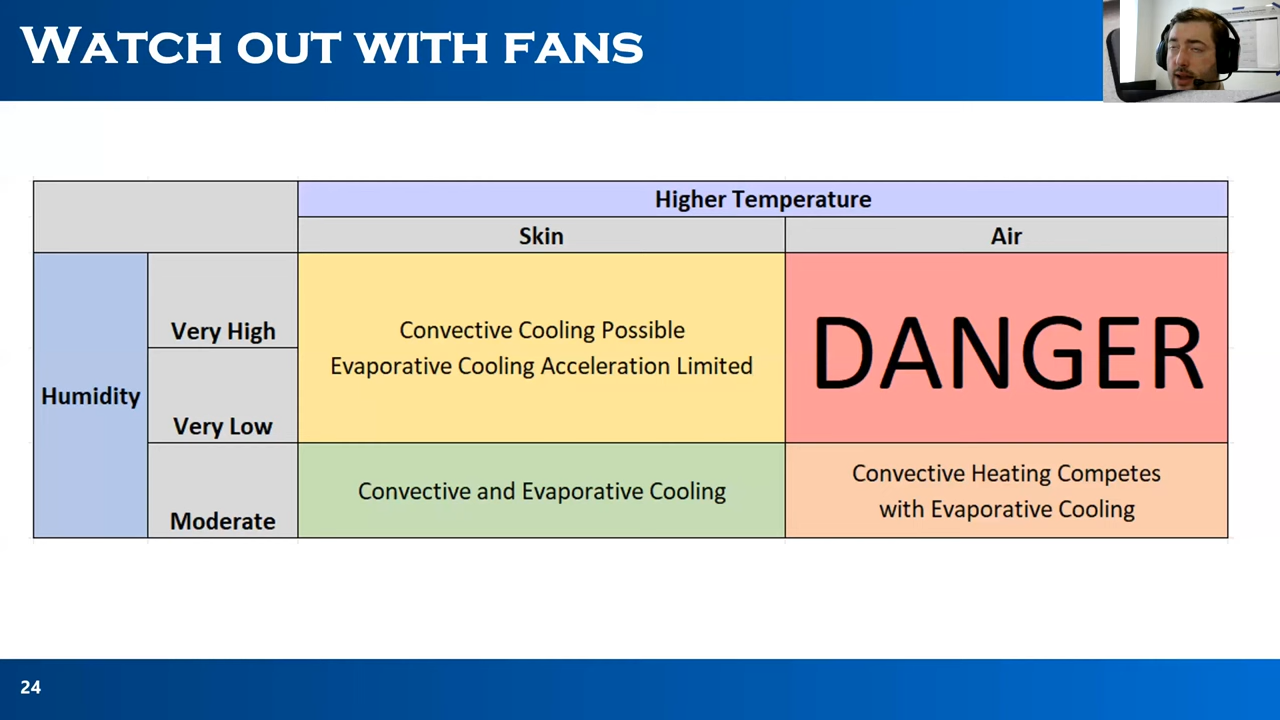 WATCH OUT WITH FANS
Higher Temperature
Skin
Air
Humidity
Very High
Very Low
Moderate
Convective Cooling Possible
Evaporative Cooling Acceleration Limited
DANGER
Convective and Evaporative Cooling
Convective Heating Competes
with Evaporative Cooling
24